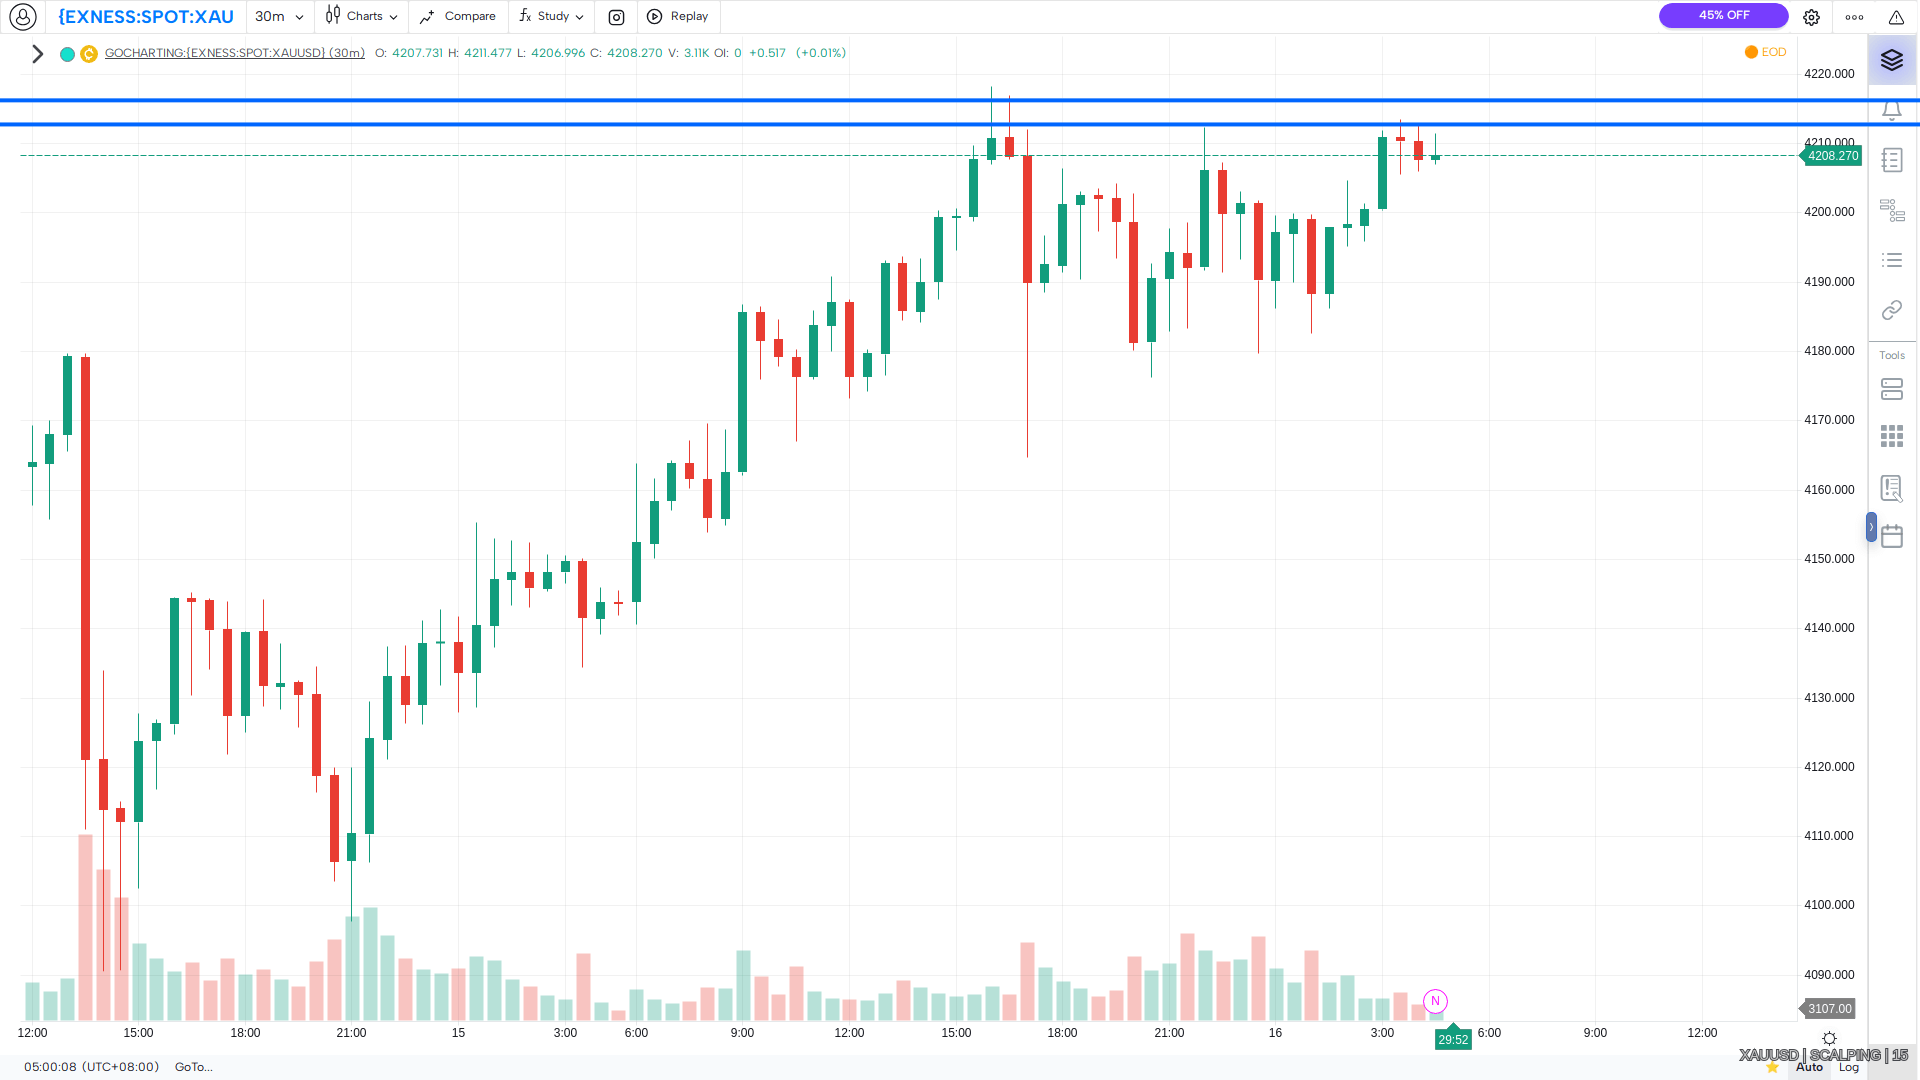 {EXNESS:SPOT:XAU 30m Charts Compare fx Study Replay 45% OFF
GOCHARTING:{EXNESS:SPOT:XAUUSD} (30m) O: 4207.731 H: 4211.477 L: 4206.996 C: 4208.270 V: 3.11K OI: 0 +0.517 (+0.01%) EOD
4220.000
4210.000
4208.270
4200.000
4190.000
4180.000
Tools
4170.000
4160.000
4150.000
4140.000
4130.000
4120.000
4110.000
4100.000
4090.000
N
3107.00
12:00 15:00 18:00 21:00 15 3:00 6:00 9:00 12:00 15:00 18:00 21:00 16 3:00 6:00 9:00 12:00
29:52
XAUUSD | SCALPING | 15
05:00:08 (UTC+08:00) GoTo... Auto Log